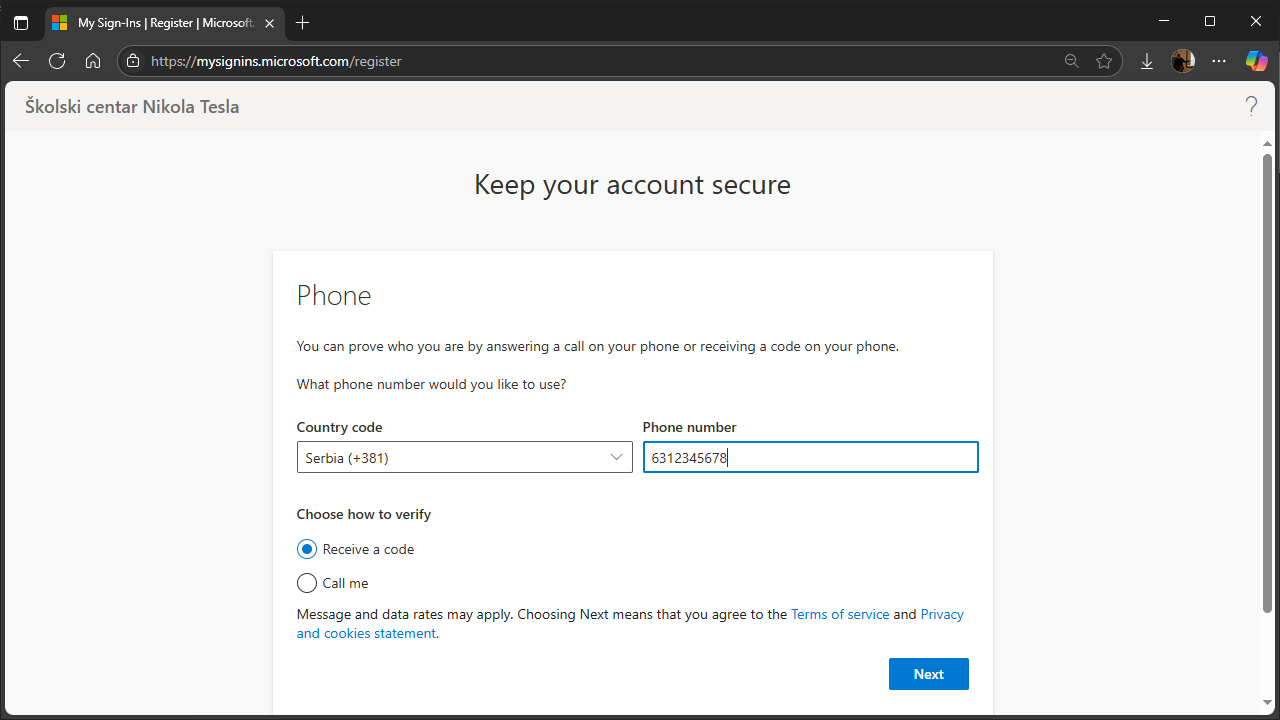 My Sign-Ins | Register | Microsoft.
https://mysignins.microsoft.com/register
Školski centar Nikola Tesla
?
Keep your account secure
Phone
You can prove who you are by answering a call on your phone or receiving a code on your phone.
What phone number would you like to use?
Country code
Phone number
Serbia (+381)
6312345678
Choose how to verify
Receive a code
Call me
Message and data rates may apply. Choosing Next means that you agree to the Terms of service and Privacy
and cookies statement.
Next